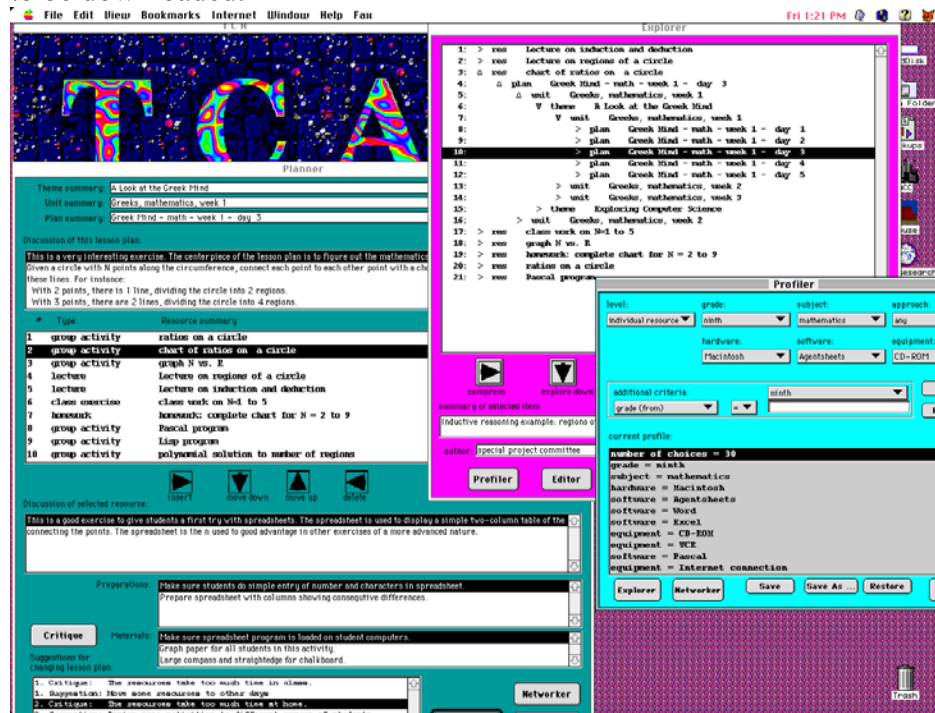 File Edit View Bookmarks Internet Window Help Fax
Fri 1:21 PM
TCA
Planner
Theme summary: A Look at the Greek Mind
Unit summary: Greeks, mathematics, week 1
Plan summary: Greek Mind - math - week 1 - day 3
Discussion of this lesson plan:
This is a very interesting exercise. The centerpiece of the lesson plan is to figure out the mathematics
Given a circle with N points along the circumference, connect each point to each other point with a
these lines. For instance:
With 2 points, there is 1 line, dividing the circle into 2 regions.
With 3 points, there are 2 lines, dividing the circle into 4 regions.
# Type Resource summary
1 group activity ratios on a circle
2 group activity chart of ratios on a circle
3 group activity graph N vs. R
4 lecture Lecture on regions of a circle
5 lecture Lecture on induction and deduction
6 class exercise class work on N=1 to 5
7 homework homework: complete chart for N = 2 to 9
8 group activity Pascal program
9 group activity Lisp program
10 group activity polynomial solution to number of regions
insert move down move up delete
Discussion of selected resource:
This is a good exercise to give students a first try with spreadsheets. The spreadsheet is used to display a simple two-column table of the
connecting the points. The spreadsheet is the n used to good advantage in other exercises of a more advanced nature.
Preparations: Make sure students do simple entry of number and characters in spreadsheet.
Prepare spreadsheet with columns showing consequtive differences.
Critique
Materials: Make sure spreadsheet program is loaded on student computers.
Graph paper for all students in this activity.
Large compass and straightedge for chalkboard.
Suggestions for
changing lesson plan:
1. Critique: The resources take too much time in class.
1. Suggestion: Move some resources to other days
2. Critique: The resources take too much time at home.
Networker
Explorer
1: > res Lecture on induction and deduction
2: > res Lecture on regions of a circle
3: res chart of ratios on a circle
4: plan Greek Mind - math - week 1 - day 3
5: unit Greeks, mathematics, week 1
6: theme A Look at the Greek Mind
7: unit Greeks, mathematics, week 1
8: > plan Greek Mind - math - week 1 - day 1
9: > plan Greek Mind - math - week 1 - day 2
10: > plan Greek Mind - math - week 1 - day 3
11: > plan Greek Mind - math - week 1 - day 4
12: > plan Greek Mind - math - week 1 - day 5
13: > unit Greeks, mathematics, week 2
14: > unit Greeks, mathematics, week 3
15: > theme Exploring Computer Science
16: > unit Greeks, mathematics, week 2
17: > res class work on N=1 to 5
18: > res graph N vs. R
19: > res homework: complete chart for N = 2 to 9
20: > res ratios on a circle
21: > res Pascal program
compress explore down
summary of selected item
Inductive reasoning example: regions
author: special project committee
Profiler Editor
Profiler
level: grade: subject: approach:
individual resource ninth mathematics any
hardware: software: equipment
Macintosh Agentsheets CD-ROM
additional criteria: ninth
grade (from) =
current profile:
number of choices = 30
grade = ninth
subject = mathematics
hardware = Macintosh
software = Agentsheets
software = Word
software = Excel
equipment = CD-ROM
equipment = VCR
software = Pascal
equipment = Internet connection
Explorer Networker Save Save As ... Restore
Trash